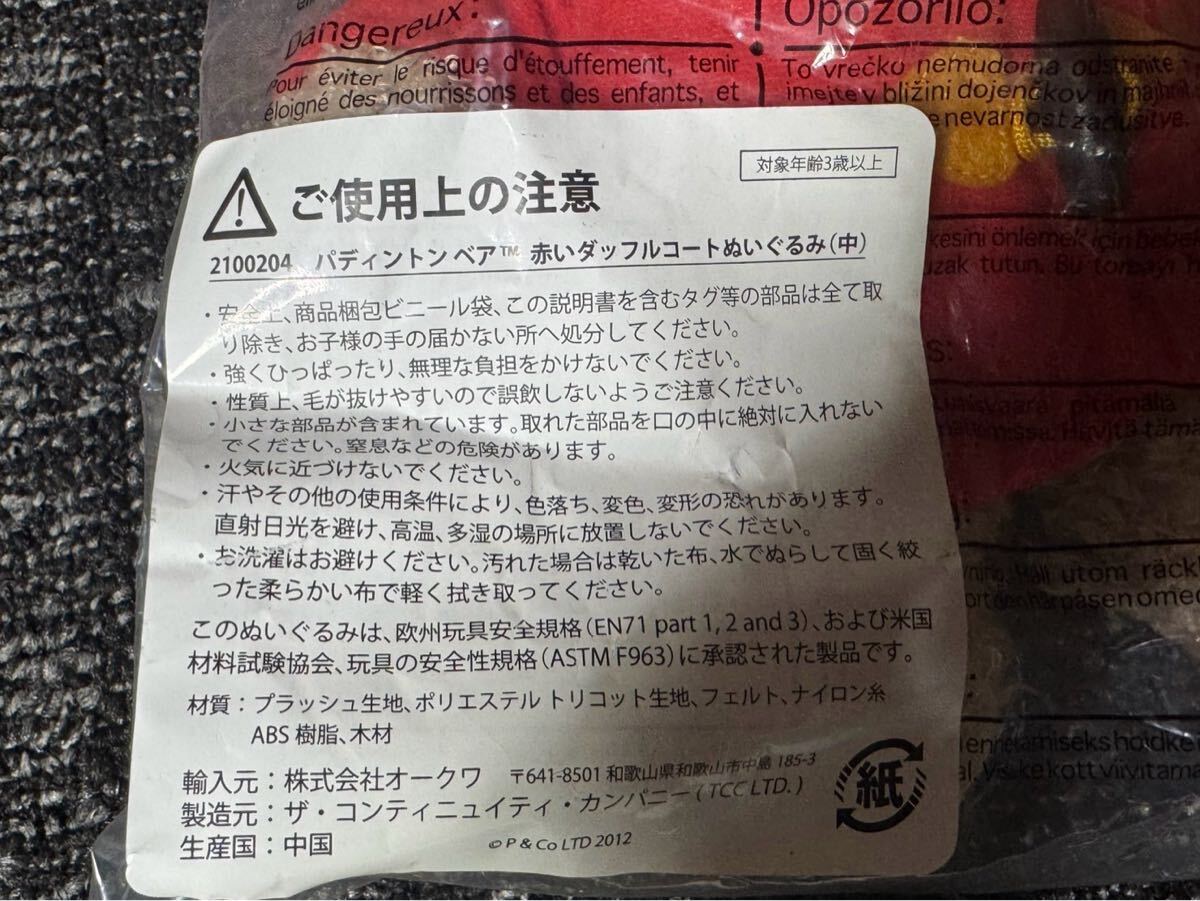 Dangereux:
Pour éviter le risque d'étouffement, tenir
éloigné des nourrissons et des enfants, et
Opozorilo:
To vrečko nemudoma odstranite
imejte v bližini dojenčkov in majhnih
nevarnost zadušitve.
対象年齢3歳以上
ご使用上の注意
2100204 パディントン ベア™ 赤いダッフルコートぬいぐるみ(中)
・安全上、商品梱包ビニール袋、この説明書を含むタグ等の部品は全て取
り除き、お子様の手の届かない所へ処分してください。
・強くひっぱったり、無理な負担をかけないでください。
・性質上、毛が抜けやすいので誤飲しないようご注意ください。
・小さな部品が含まれています。取れた部品を口の中に絶対に入れない
でください。窒息などの危険があります。
・火気に近づけないでください。
・汗やその他の使用条件により、色落ち、変色、変形の恐れがあります。
直射日光を避け、高温、多湿の場所に放置しないでください。
・お洗濯はお避けください。汚れた場合は乾いた布、水でぬらして固く絞
った柔らかい布で軽く拭き取ってください。
このぬいぐるみは、欧州玩具安全規格(EN71 part 1, 2 and 3)、および米国
材料試験協会、玩具の安全性規格(ASTM F963)に承認された製品です。
材質:プラッシュ生地、ポリエステル トリコット生地、フェルト、ナイロン糸
ABS 樹脂、木材
輸入元:株式会社オークワ 〒641-8501 和歌山県和歌山市中島 185-3
製造元:ザ・コンティニュイティ・カンパニー(TCC LTD.)
生産国:中国
© P & Co LTD 2012
紙
önlemek için bebe
uzak tutun. Bu torbayı
pitämällä
Hävitä tämä
utom räckh
påsen omed